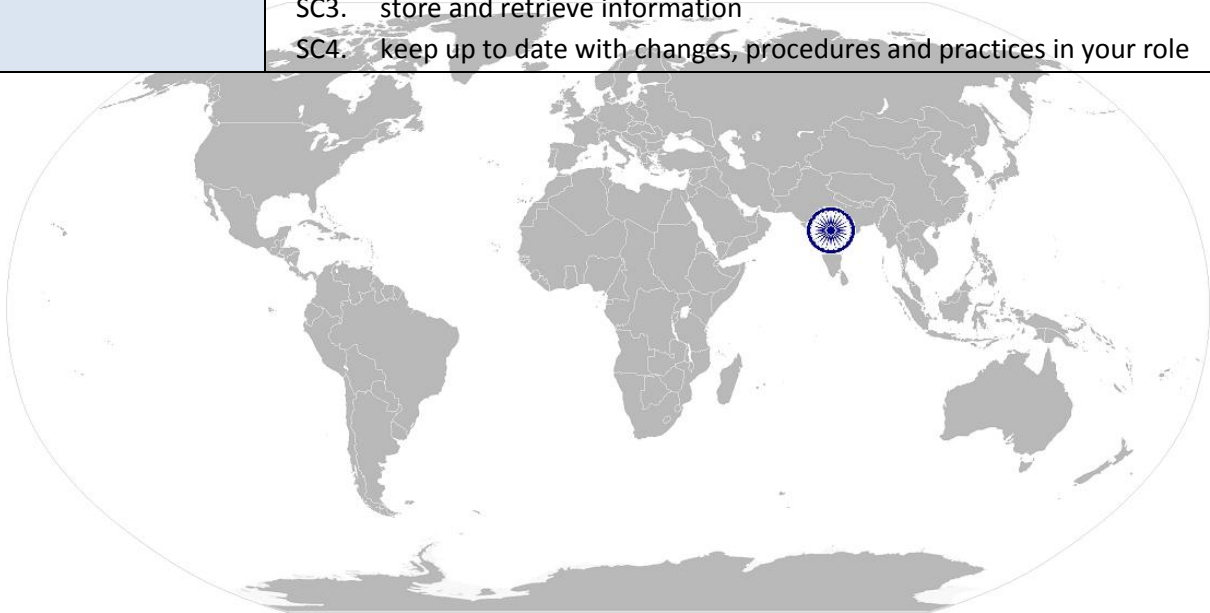 SC3. store and retrieve information
SC4. keep up to date with changes, procedures and practices in your role